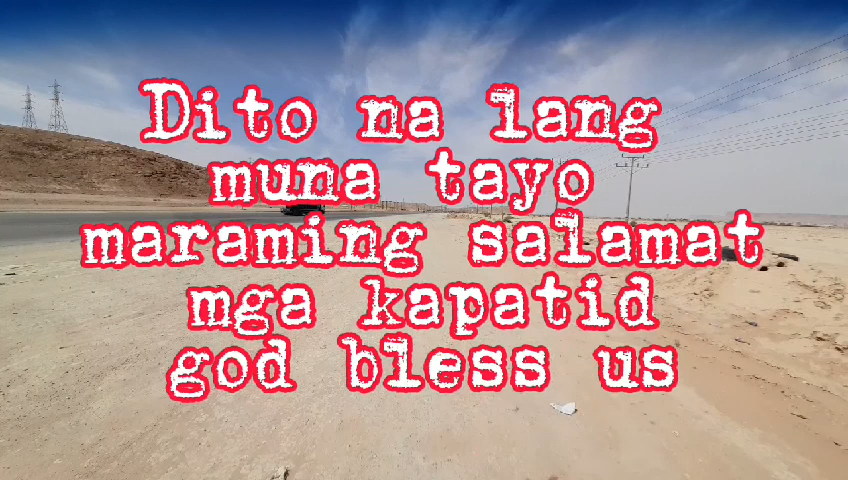 Dito na lang
muna tayo
maraming salamat
mga kapatid
god bless us